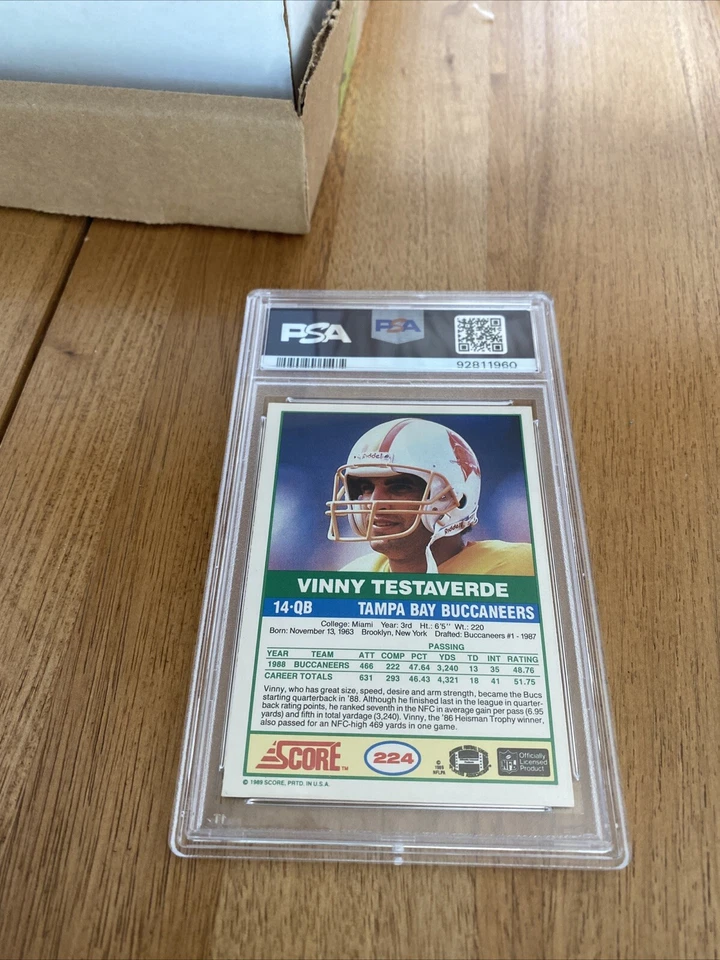 PSA PSA
92811960
Riddell
Riddell
VINNY TESTAVERDE
14-QB TAMPA BAY BUCCANEERS
College: Miami Year: 3rd Ht.: 6'5" Wt.: 220
Born: November 13, 1963 Brooklyn, New York Drafted: Buccaneers #1 - 1987
PASSING
YEAR TEAM ATT COMP PCT YDS TD INT RATING
1988 BUCCANEERS 466 222 47.64 3,240 13 35 48.76
CAREER TOTALS 631 293 46.43 4,321 18 41 51.75
Vinny, who has great size, speed, desire and arm strength, became the Bucs
starting quarterback in '88. Although he finished last in the league in quarter-
back rating points, he ranked seventh in the NFC in average gain per pass (6.95
yards) and fifth in total yardage (3,240). Vinny, the '86 Heisman Trophy winner,
also passed for an NFC-high 469 yards in one game.
SCORE™ 224 © 1989 NFLPA NFL Officially Licensed Product
© 1989 SCORE, PRTD. IN U.S.A.